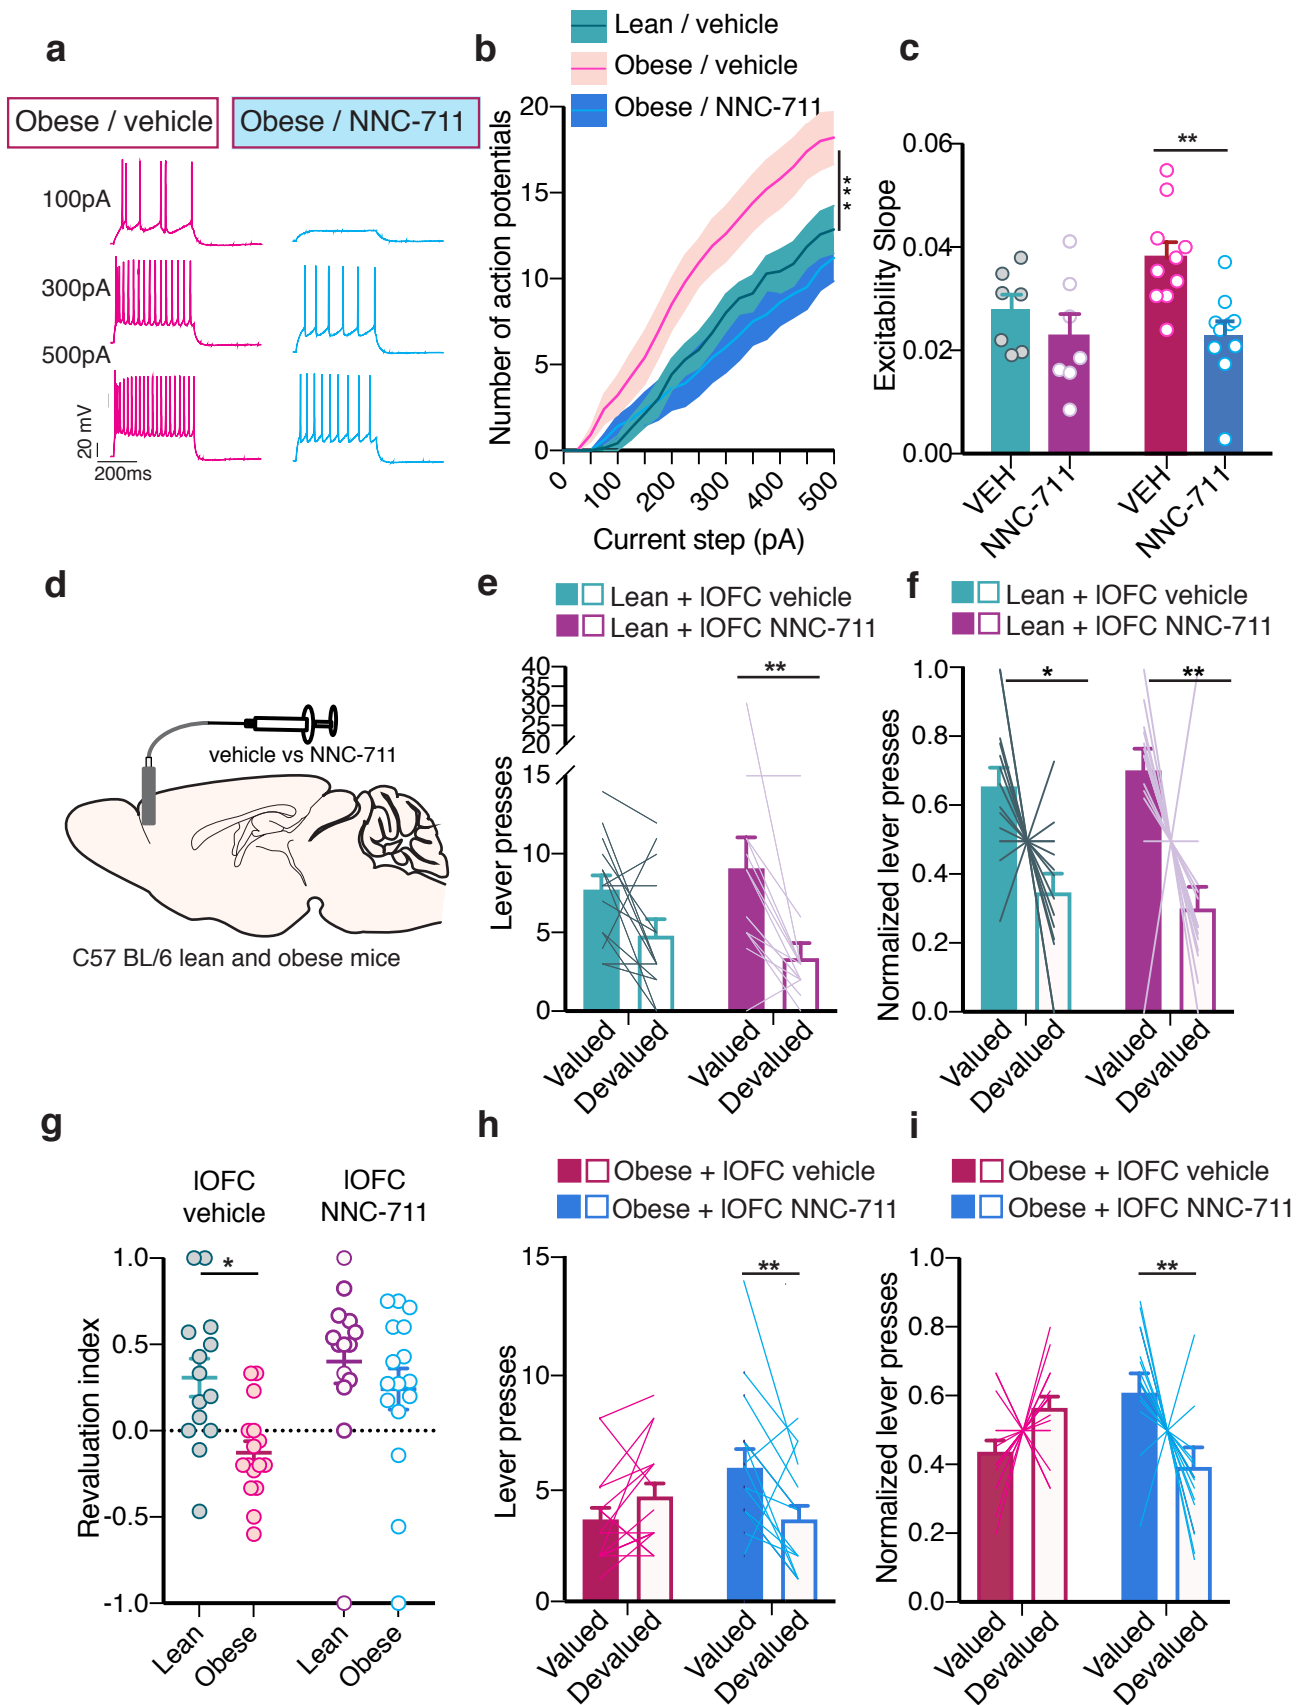 a
Obese / vehicle
Obese / NNC-711
100pA
300pA
500pA
20 mV
200ms
b
Lean / vehicle
Obese / vehicle
Obese / NNC-711
Number of action potentials
20
15
10
5
0
***
0
100
200
300
400
500
Current step (pA)
c
Excitability Slope
0.06
0.04
0.02
0.00
**
VEH
NNC-711
VEH
NNC-711
d
vehicle vs NNC-711
C57 BL/6 lean and obese mice
e
Lean + lOFC vehicle
Lean + lOFC NNC-711
Lever presses
40
35
30
25
20
15
10
5
0
**
Valued
Devalued
Valued
Devalued
f
Lean + lOFC vehicle
Lean + lOFC NNC-711
Normalized lever presses
1.0
0.8
0.6
0.4
0.2
0.0
*
**
Valued
Devalued
Valued
Devalued
g
lOFC
vehicle
lOFC
NNC-711
Revaluation index
1.0
0.5
0.0
-0.5
-1.0
*
Lean
Obese
Lean
Obese
h
Obese + lOFC vehicle
Obese + lOFC NNC-711
Lever presses
15
10
5
0
**
Valued
Devalued
Valued
Devalued
i
Obese + lOFC vehicle
Obese + lOFC NNC-711
Normalized lever presses
1.0
0.8
0.6
0.4
0.2
0.0
**
Valued
Devalued
Valued
Devalued